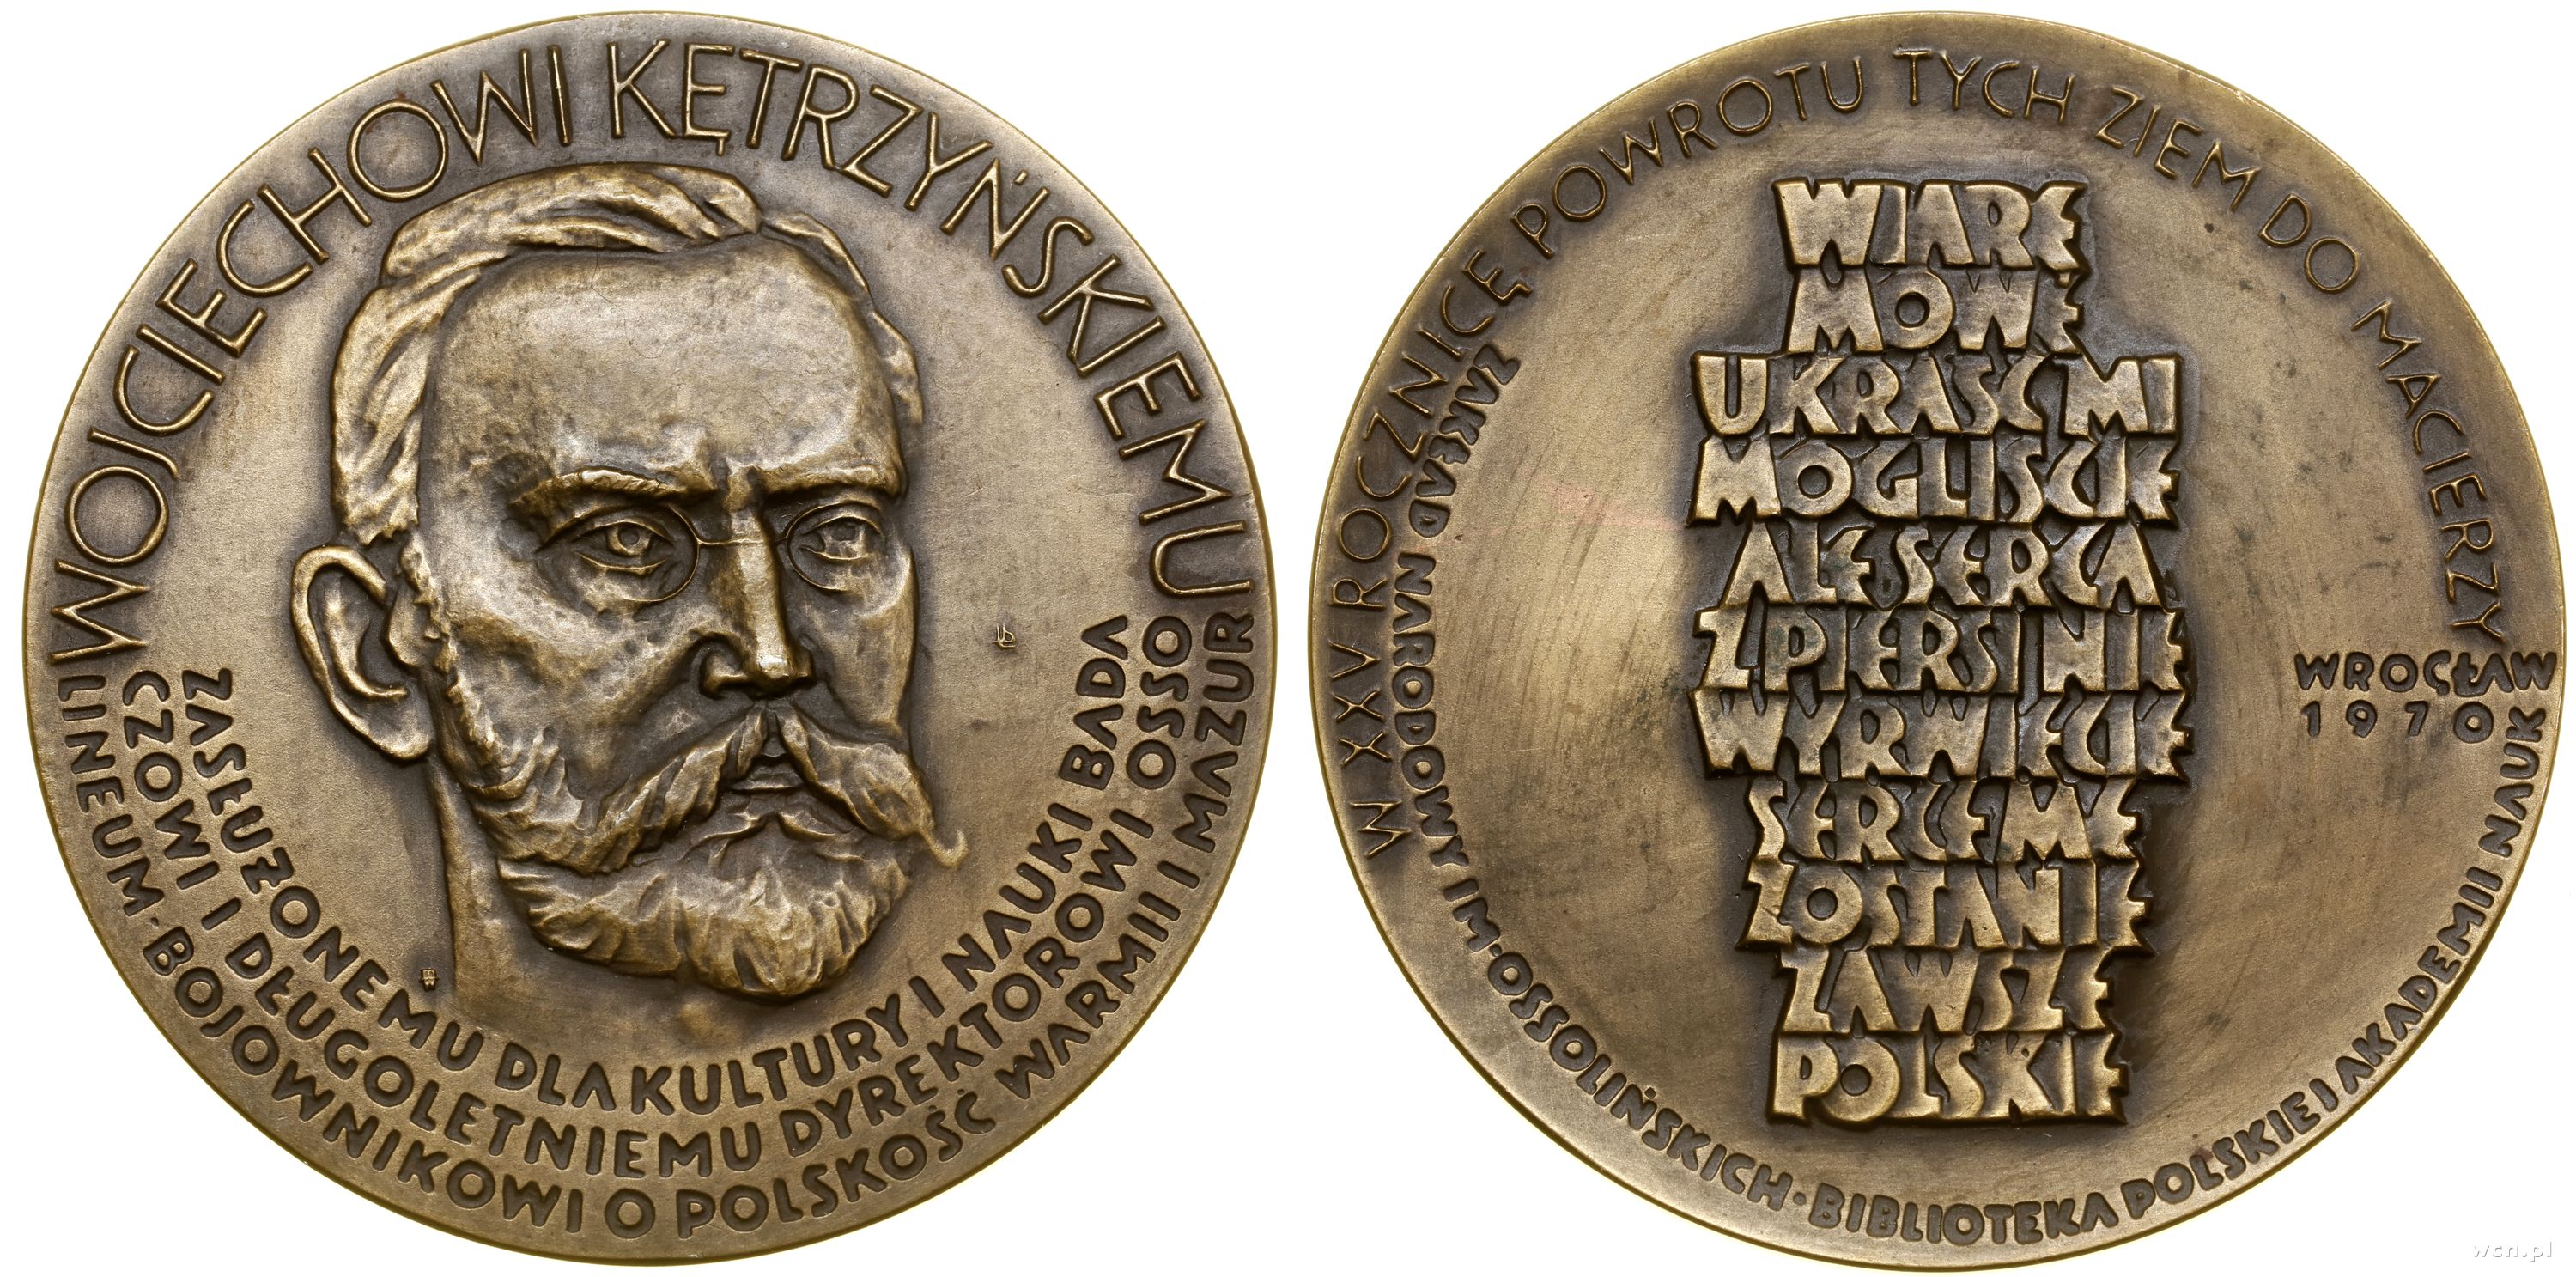 WOJCIECHOWI KĘTRZYŃSKIEMU
ZASŁUŻONEMU DLA KULTURY I NAUKI BADA
CZOWI I DŁUGOLETNIEMU DYREKTOROWI OSSO
LINEUM · BOJOWNIKOWI O POLSKOŚĆ WARMII I MAZUR
W XXV ROCZNICĘ POWROTU TYCH ZIEM DO MACIERZY
WIARĘ
MOWĘ
UKRAŚĆ MI
MOGLIŚCIE
ALE SERCA
Z PIERSI NIE
WYRWIECIE
SERCE ME
ZOSTANIE
ZAWSZE
POLSKIE
WROCŁAW
1970
ZAKŁAD NARODOWY IM · OSSOLIŃSKICH · BIBLIOTEKA POLSKIEJ AKADEMII NAUK
wcn.pl